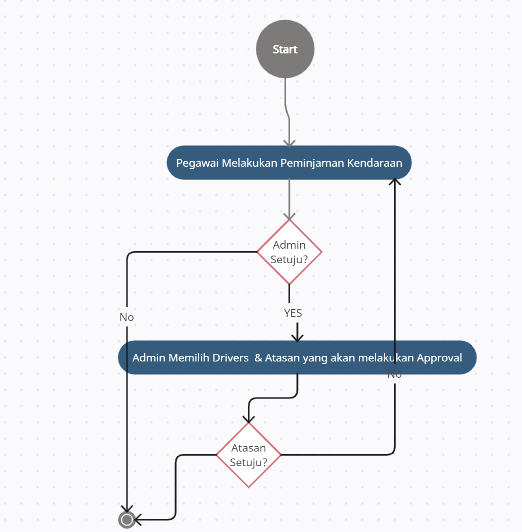 Start
Pegawai Melakukan Peminjaman Kendaraan
Admin
Setuju?
No
YES
Admin Memilih Drivers & Atasan yang akan melakukan Approval
No
Atasan
Setuju?